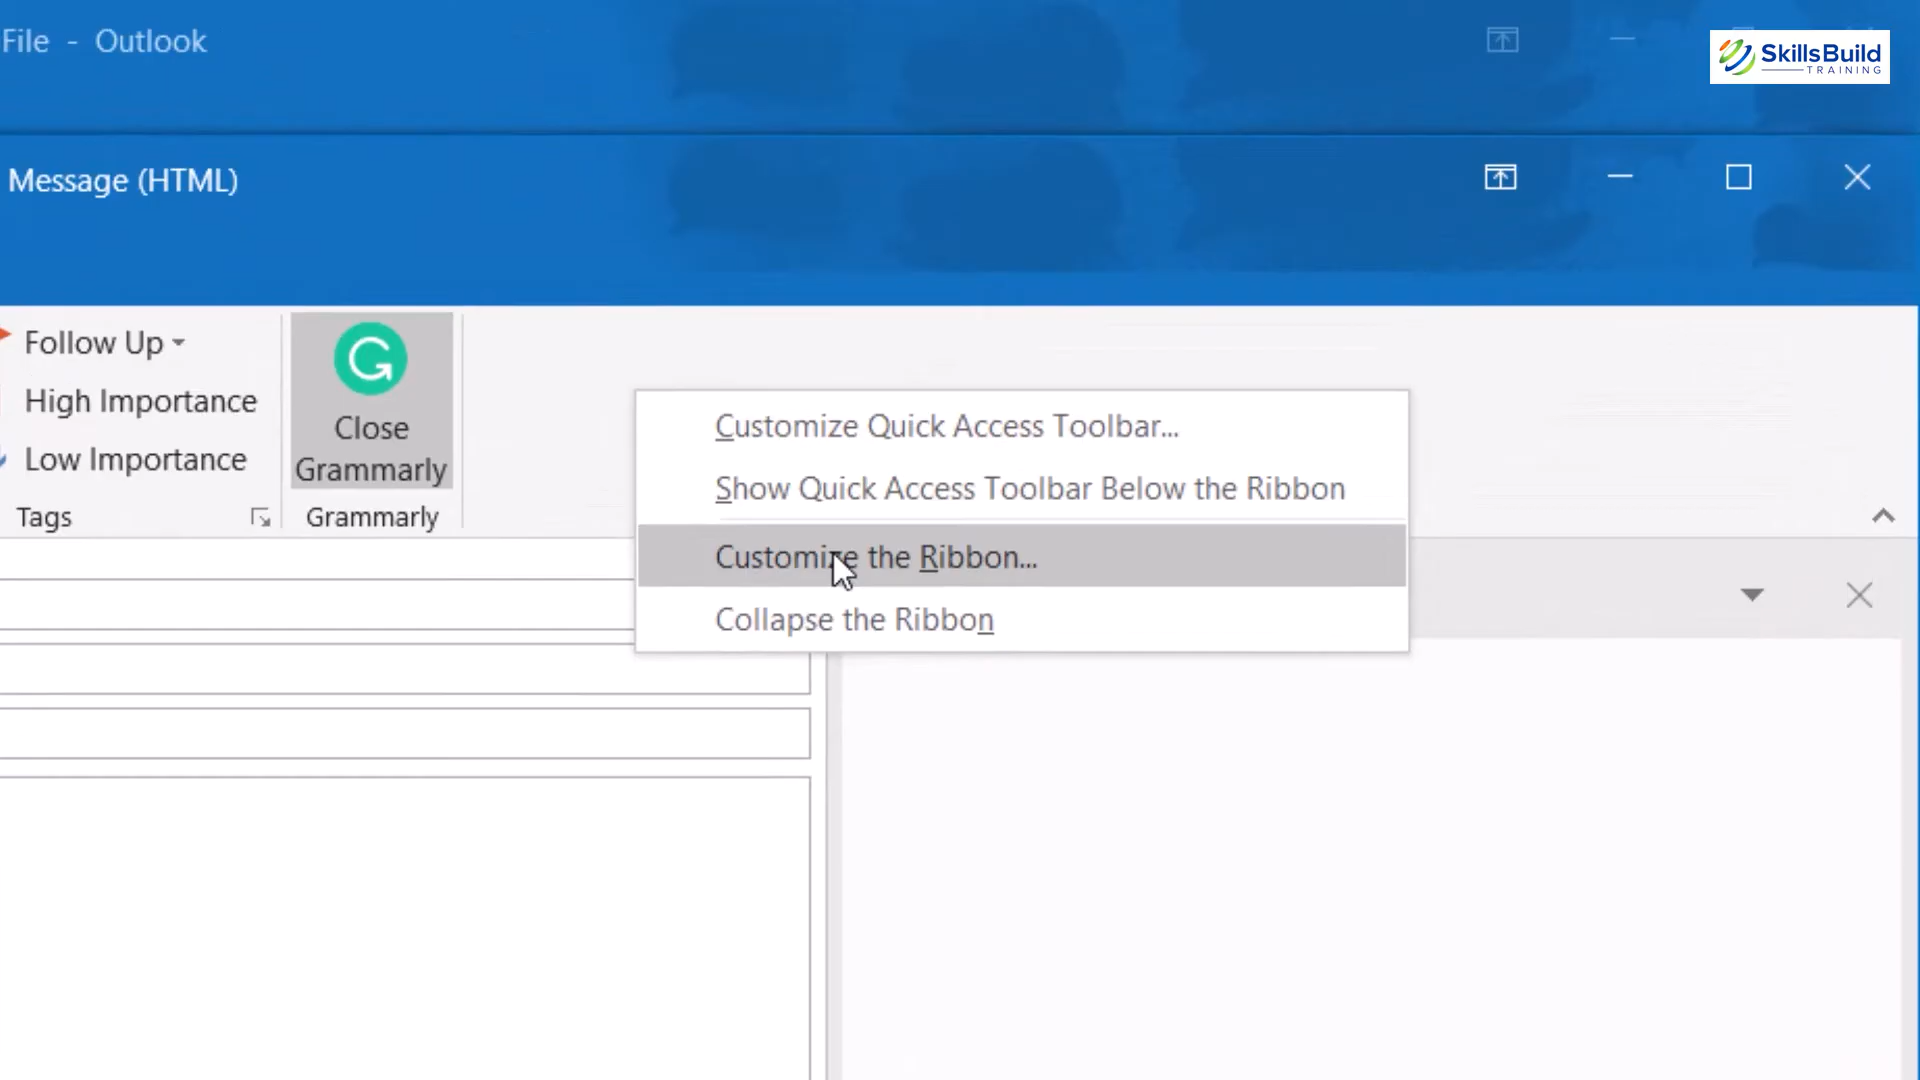 File - Outlook
SkillsBuild
TRAINING
Message (HTML)
Follow Up
High Importance
Low Importance
Tags
Close
Grammarly
Grammarly
Customize Quick Access Toolbar...
Show Quick Access Toolbar Below the Ribbon
Customize the Ribbon...
Collapse the Ribbon